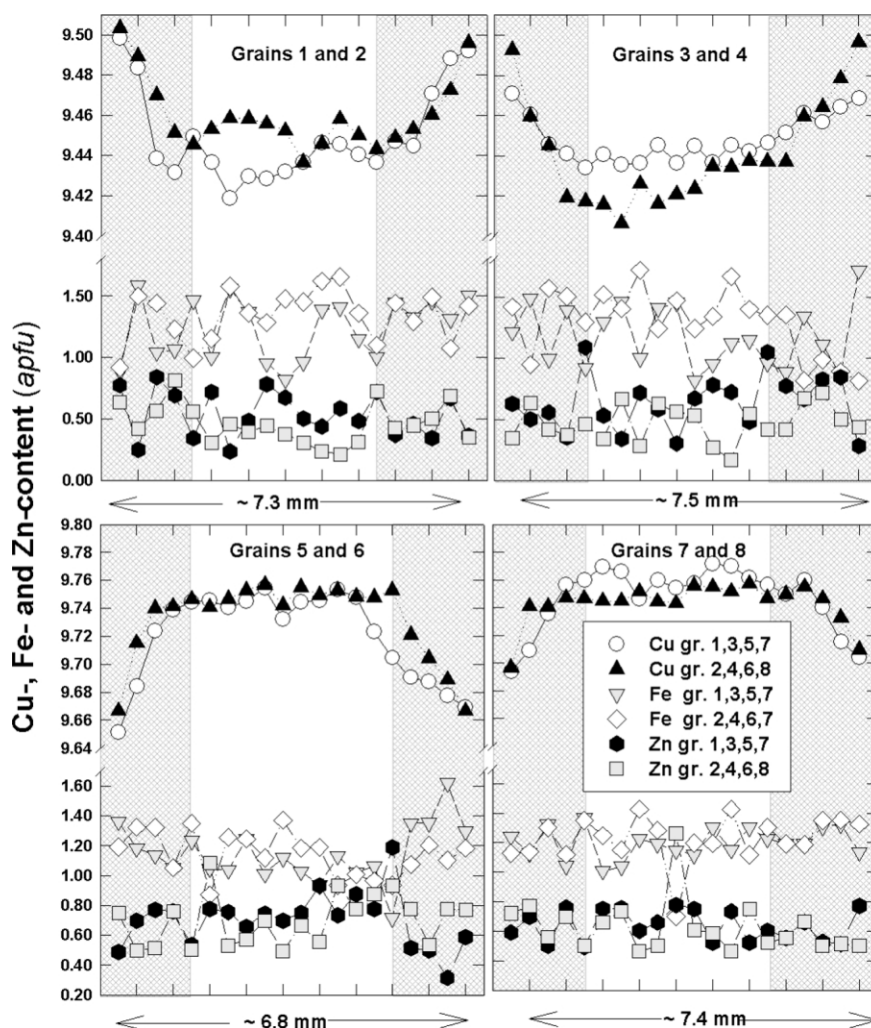 Cu-, Fe- and Zn-content (apfu)
Grains 1 and 2
9.50
9.48
9.46
9.44
9.42
9.40
1.50
1.00
0.50
0.00
~ 7.3 mm
Grains 3 and 4
~ 7.5 mm
Grains 5 and 6
9.80
9.78
9.76
9.74
9.72
9.70
9.68
9.66
9.64
1.60
1.40
1.20
1.00
0.80
0.60
0.40
0.20
~ 6.8 mm
Grains 7 and 8
Cu gr. 1,3,5,7
Cu gr. 2,4,6,8
Fe gr. 1,3,5,7
Fe gr. 2,4,6,7
Zn gr. 1,3,5,7
Zn gr. 2,4,6,8
~ 7.4 mm